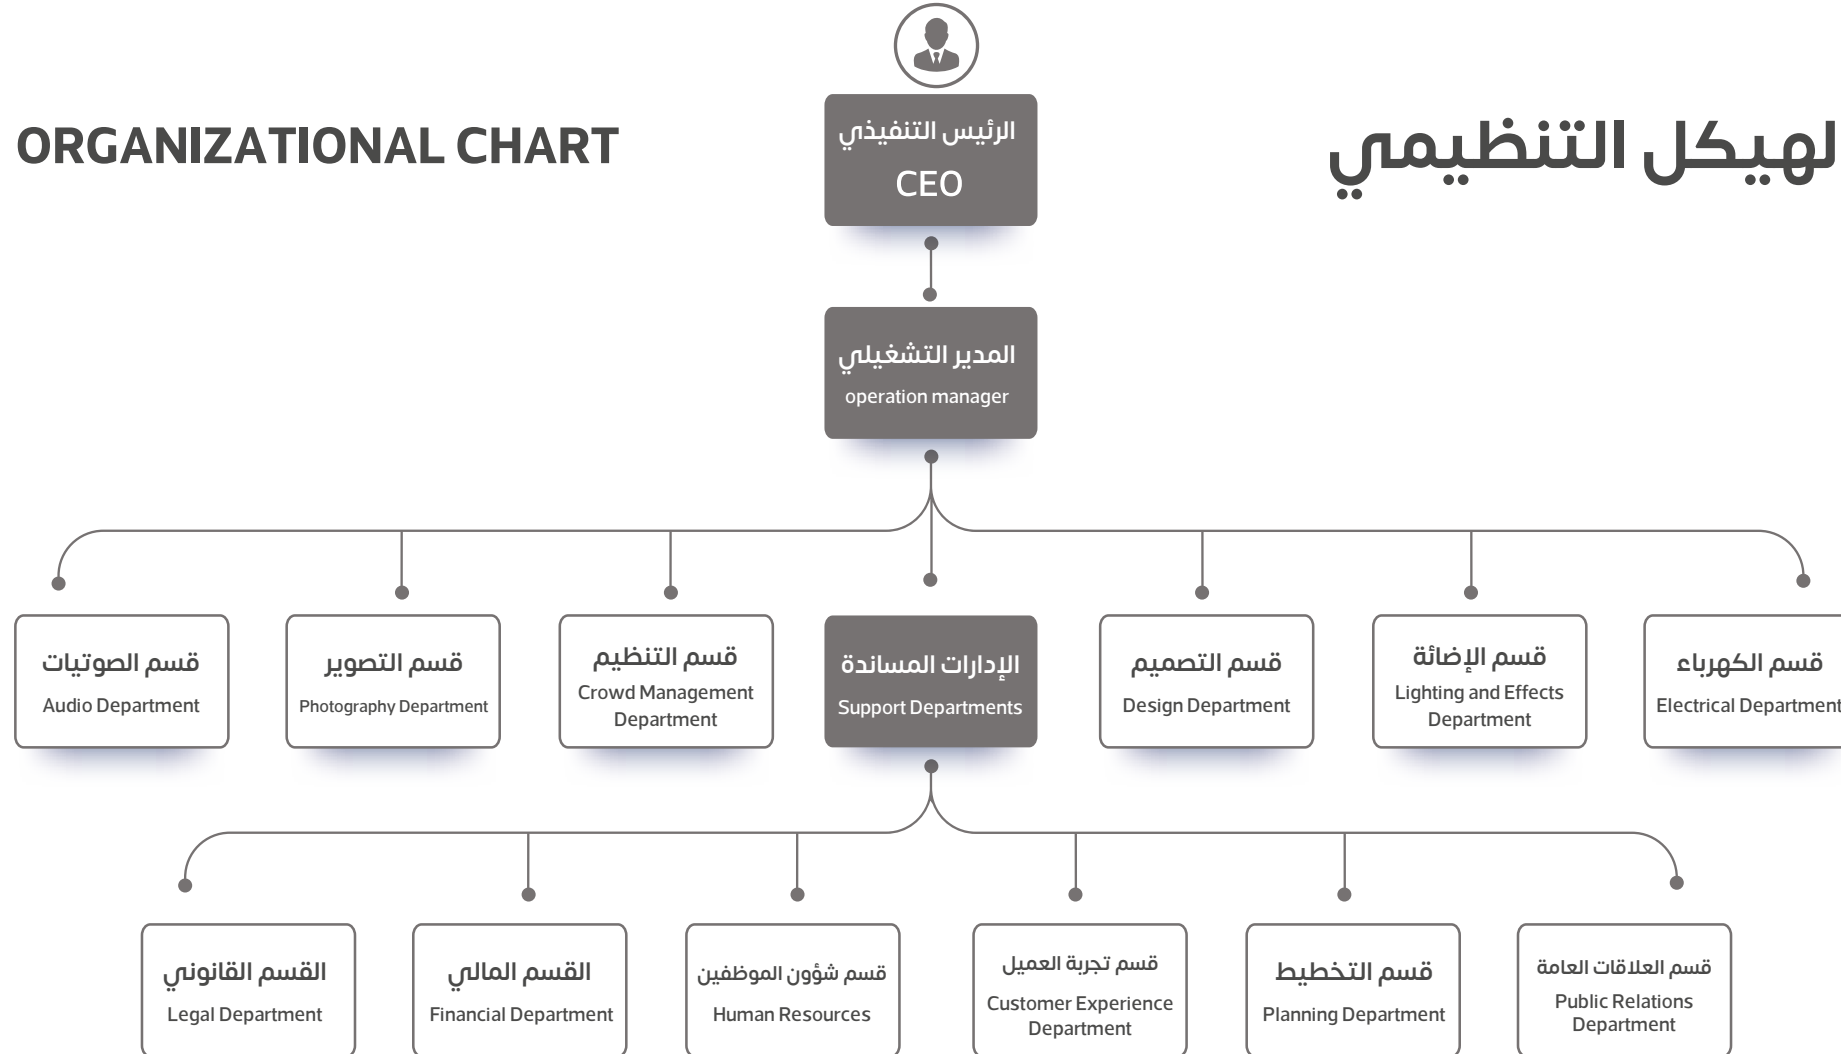 ORGANIZATIONAL CHART
لهيكل التنظيمي
الرئيس التنفيذي
CEO
المدير التشغيلي
operation manager
قسم الصوتيات
Audio Department
قسم التصوير
Photography Department
قسم التنظيم
Crowd Management
Department
الإدارات المساندة
Support Departments
قسم التصميم
Design Department
قسم الإضائة
Lighting and Effects
Department
قسم الكهرباء
Electrical Department
القسم القانوني
Legal Department
القسم المالي
Financial Department
قسم شؤون الموظفين
Human Resources
قسم تجربة العميل
Customer Experience
Department
قسم التخطيط
Planning Department
قسم العلاقات العامة
Public Relations
Department